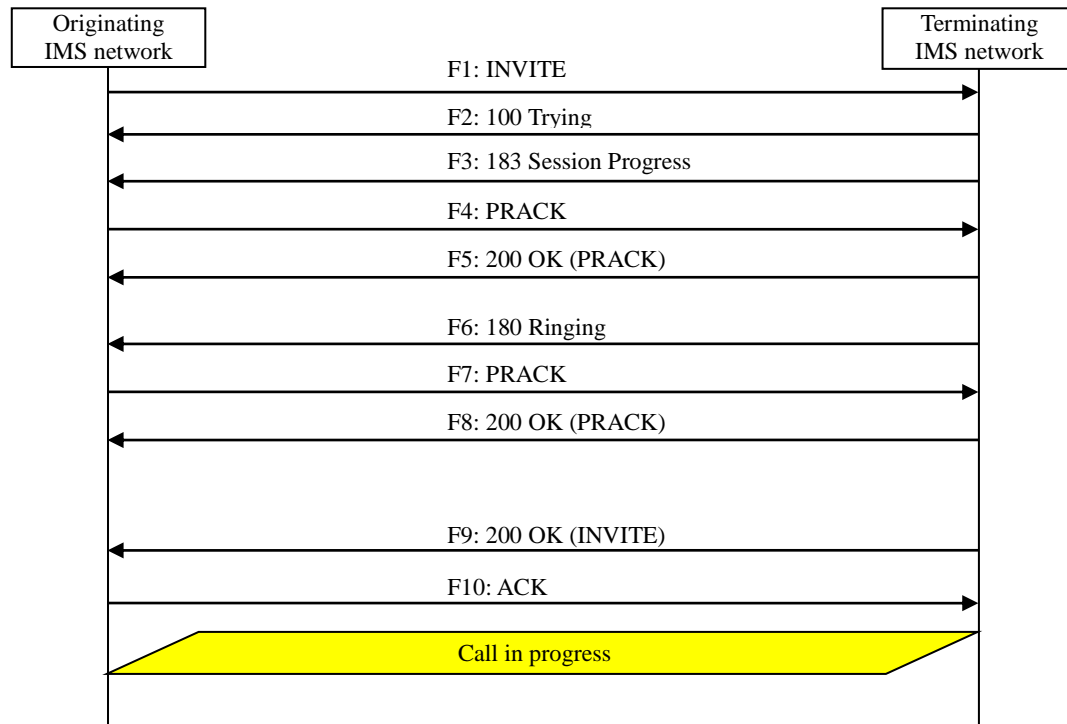 Originating
IMS network
Terminating
IMS network
F1: INVITE
F2: 100 Trying
F3: 183 Session Progress
F4: PRACK
F5: 200 OK (PRACK)
F6: 180 Ringing
F7: PRACK
F8: 200 OK (PRACK)
F9: 200 OK (INVITE)
F10: ACK
Call in progress